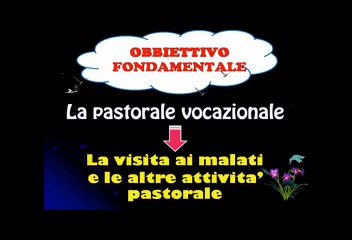 OBBIETTIVO
FONDAMENTALE
La pastorale vocazionale
La visita ai malati
e le altre attivita'
pastorale